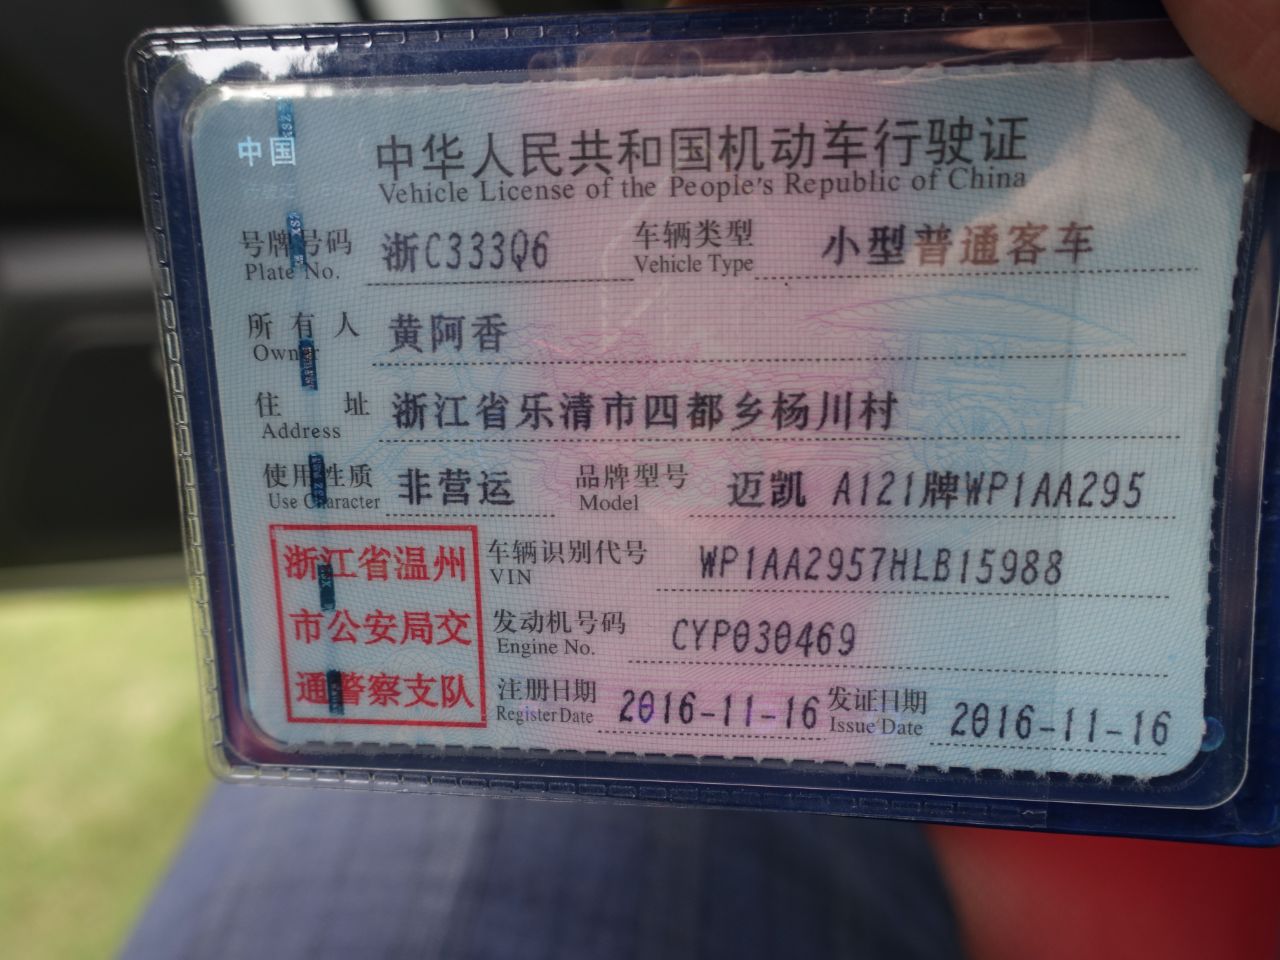 中国
中华人民共和国机动车行驶证
Vehicle License of the People's Republic of China
号牌号码 浙C333Q6 车辆类型 小型普通客车
Plate No. Vehicle Type
所有人 黄阿香
Owner
住址 浙江省乐清市四都乡杨川村
Address
使用性质 非营运 品牌型号 迈凯 A121牌WP1AA295
Use Character Model
浙江省温州 车辆识别代号 WP1AA2957HLB15988
VIN
市公安局交 发动机号码 CYP030469
Engine No.
通警察支队 注册日期 2016-11-16 发证日期 2016-11-16
Register Date Issue Date